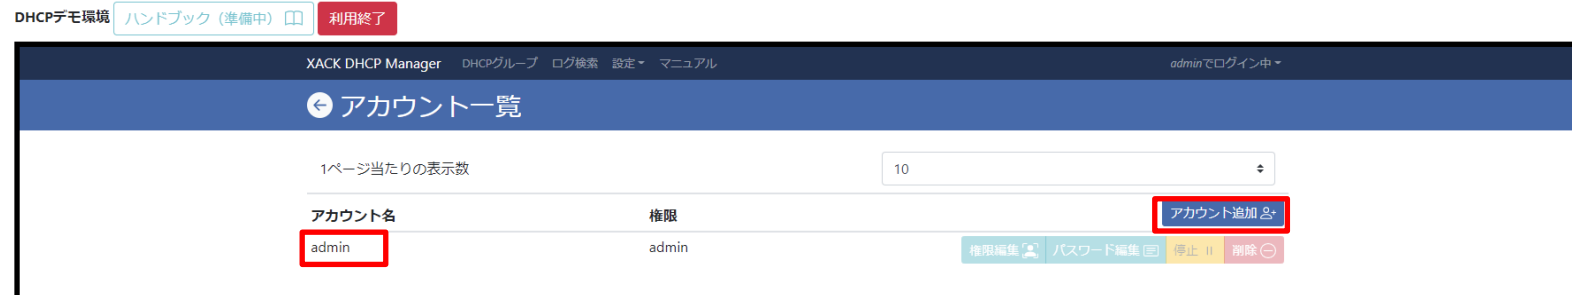 DHCPデモ環境 ハンドブック（準備中） 利用終了
XACK DHCP Manager DHCPグループ ログ検索 設定 マニュアル adminでログイン中
アカウント一覧
1ページ当たりの表示数 10
アカウント名 権限 アカウント追加
admin admin 権限編集 パスワード編集 停止 削除